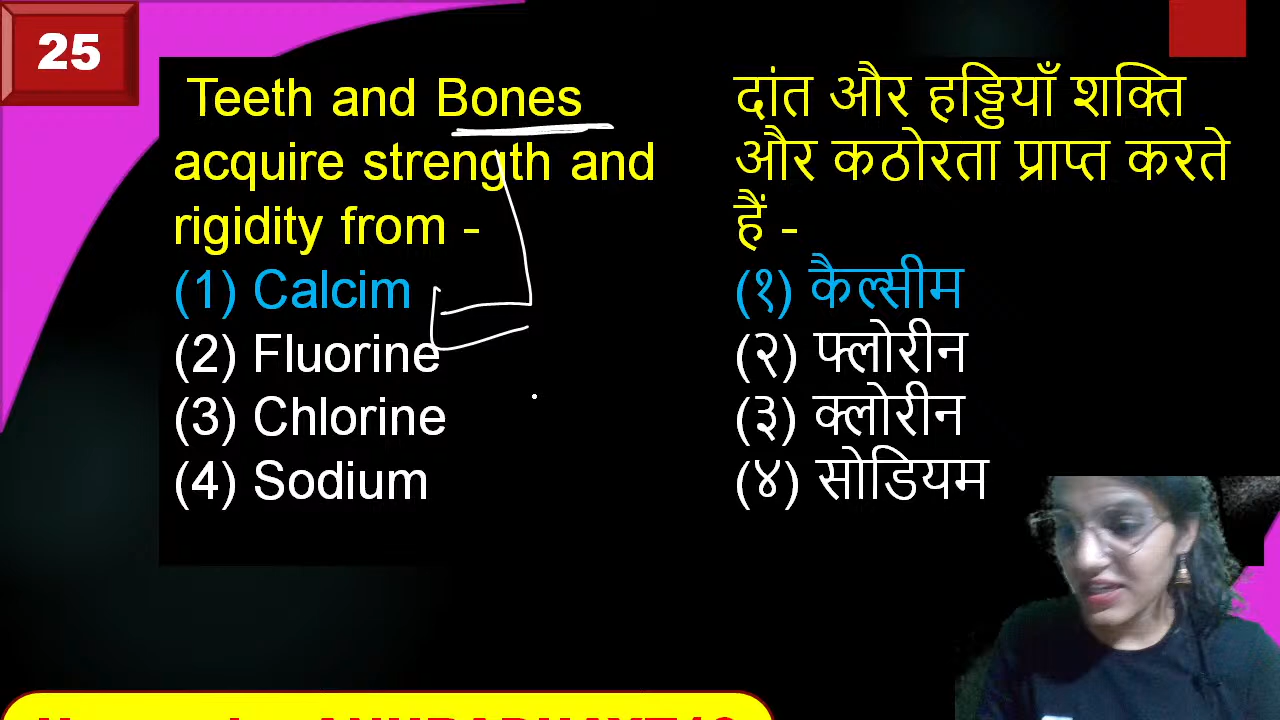 25
Teeth and Bones
acquire strength and
rigidity from -
(1) Calcim
(2) Fluorine
(3) Chlorine
(4) Sodium
दांत और हड्डियाँ शक्ति
और कठोरता प्राप्त करते
हैं -
(१) कैल्सीम
(२) फ्लोरीन
(३) क्लोरीन
(४) सोडियम